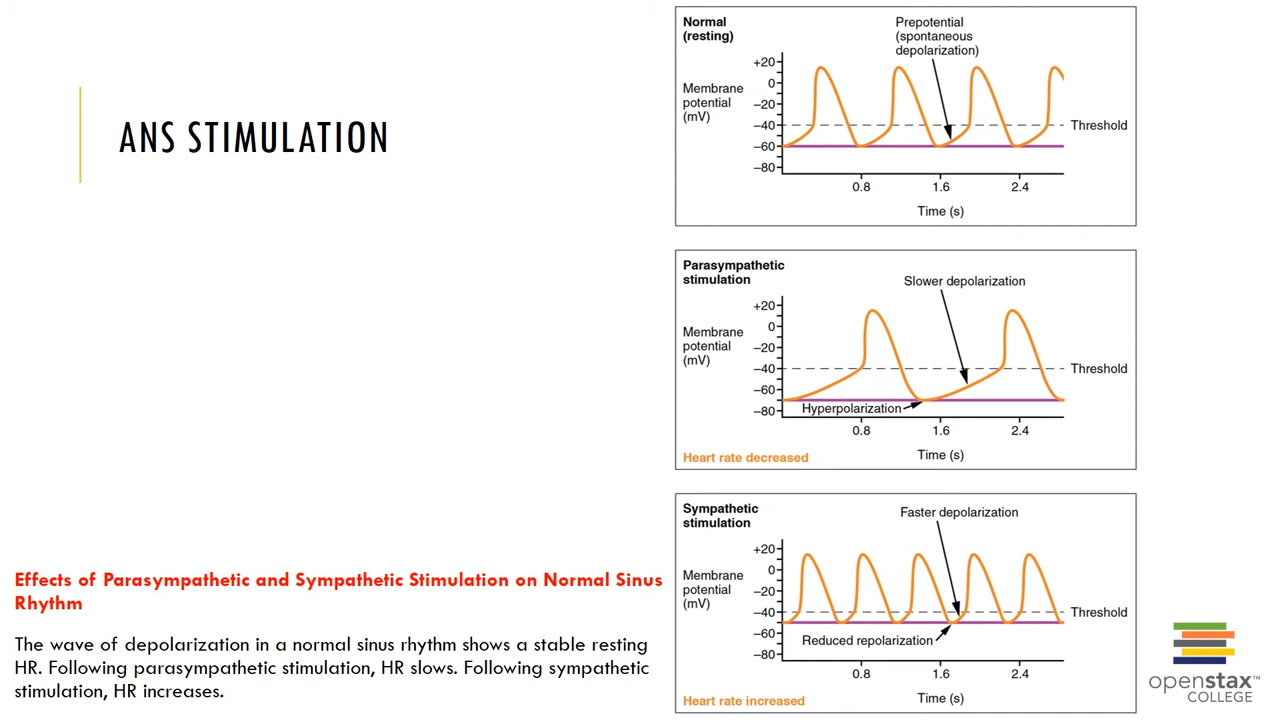 ANS STIMULATION
Effects of Parasympathetic and Sympathetic Stimulation on Normal Sinus
Rhythm
The wave of depolarization in a normal sinus rhythm shows a stable resting
HR. Following parasympathetic stimulation, HR slows. Following sympathetic
stimulation, HR increases.
Normal
(resting)
Prepotential
(spontaneous
depolarization)
Membrane
potential
(mV)
+20
0
–20
–40
–60
–80
Threshold
0.8 1.6 2.4
Time (s)
Parasympathetic
stimulation
Slower depolarization
Membrane
potential
(mV)
+20
0
–20
–40
–60
–80
Threshold
Hyperpolarization
0.8 1.6 2.4
Time (s)
Heart rate decreased
Sympathetic
stimulation
Faster depolarization
Membrane
potential
(mV)
+20
0
–20
–40
–60
–80
Threshold
Reduced repolarization
0.8 1.6 2.4
Time (s)
Heart rate increased
openstax™
COLLEGE